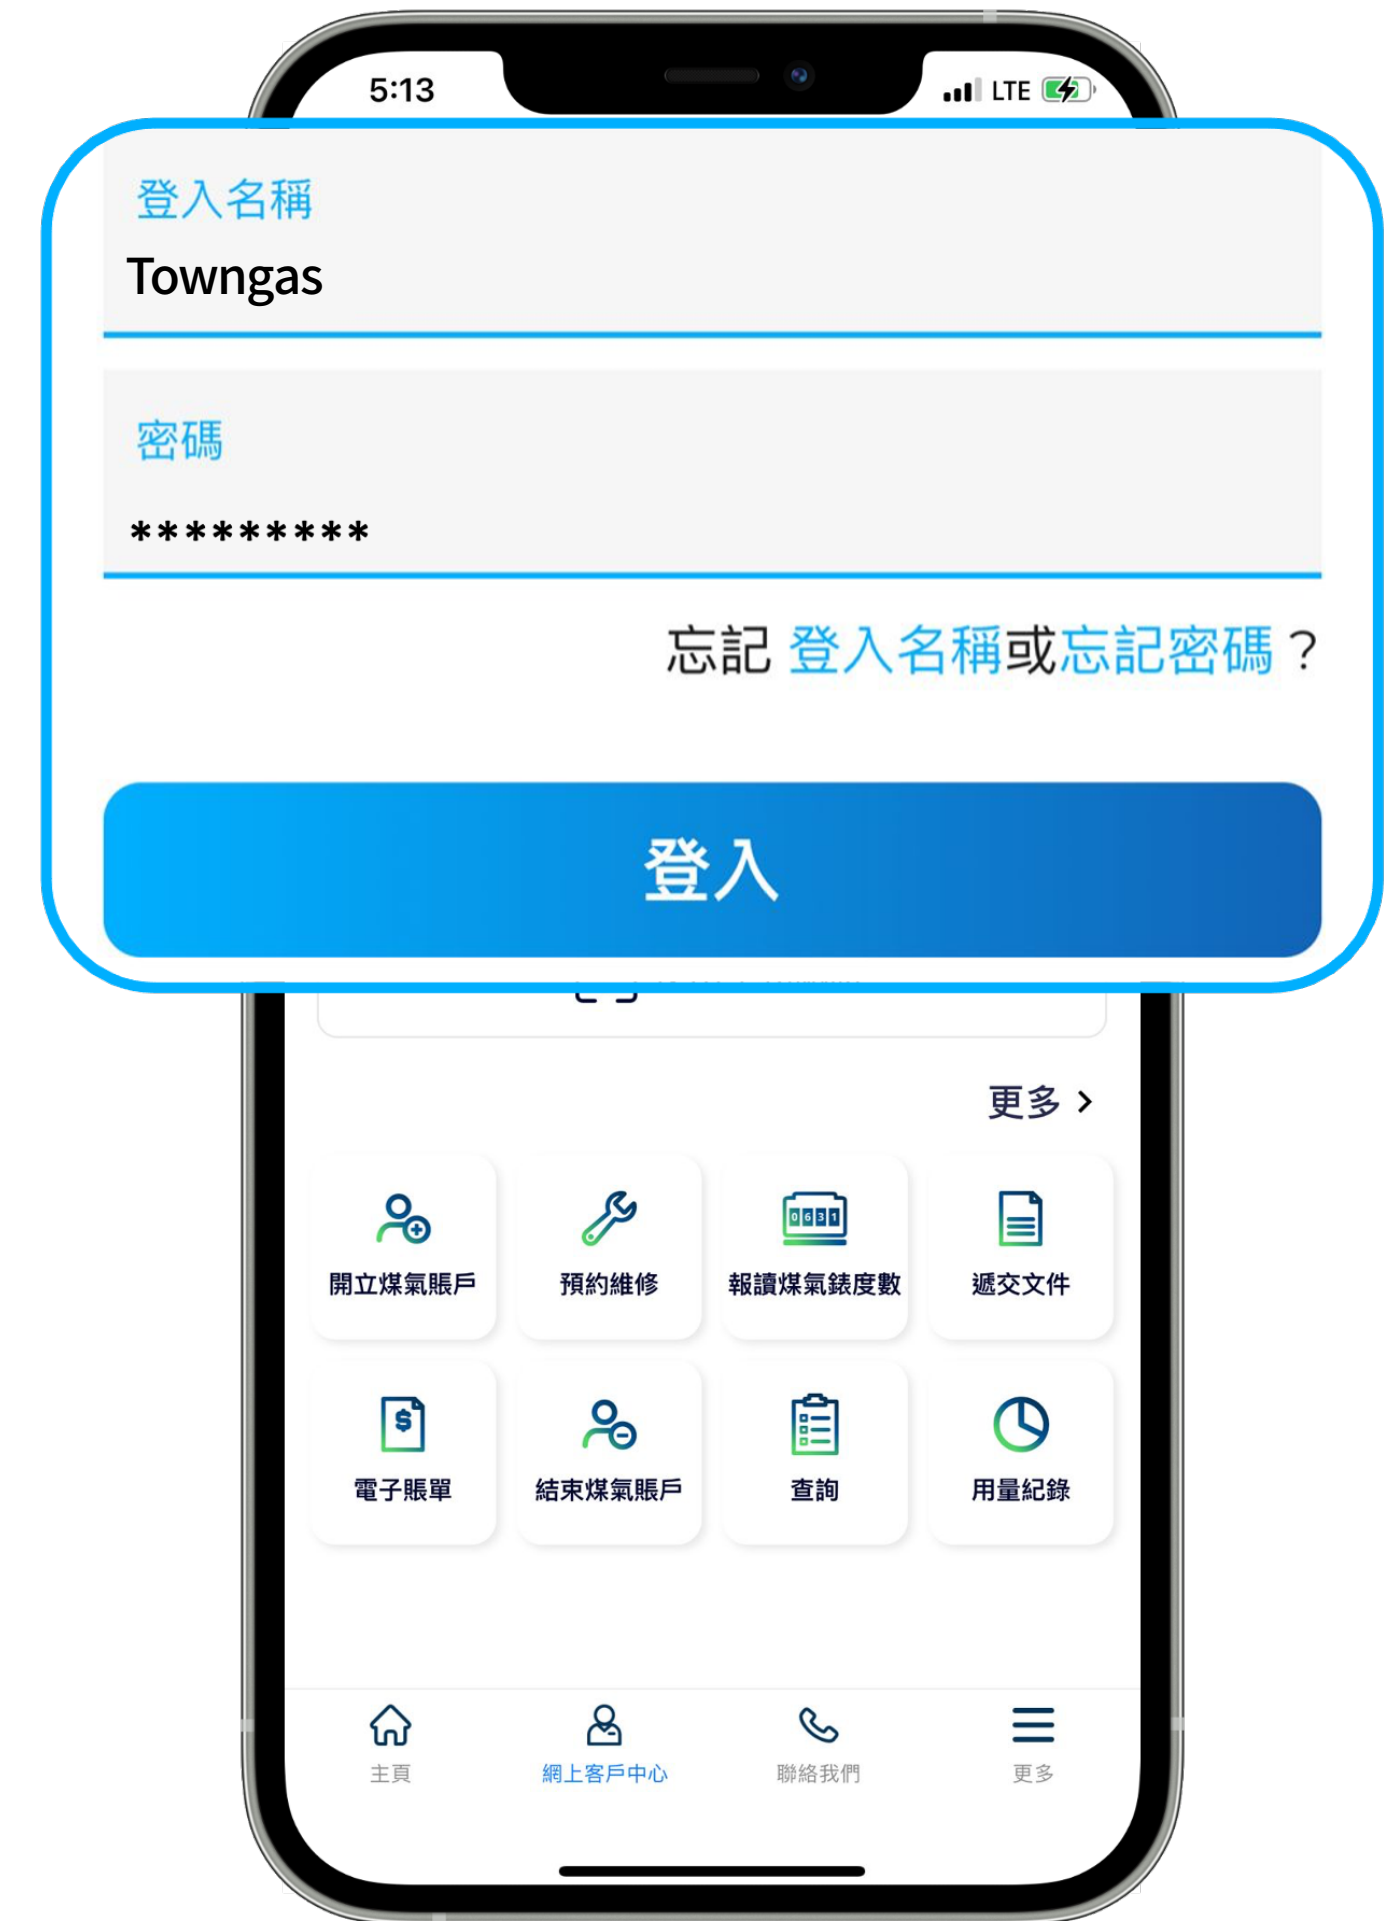 5:13 LTE
登入名稱
Towngas
密碼
*********
忘記 登入名稱或忘記密碼？
登入
更多
0631
開立煤氣賬戶 預約維修 報讀煤氣錶度數 遞交文件
$
電子賬單 結束煤氣賬戶 查詢 用量紀錄
主頁 網上客戶中心 聯絡我們 更多